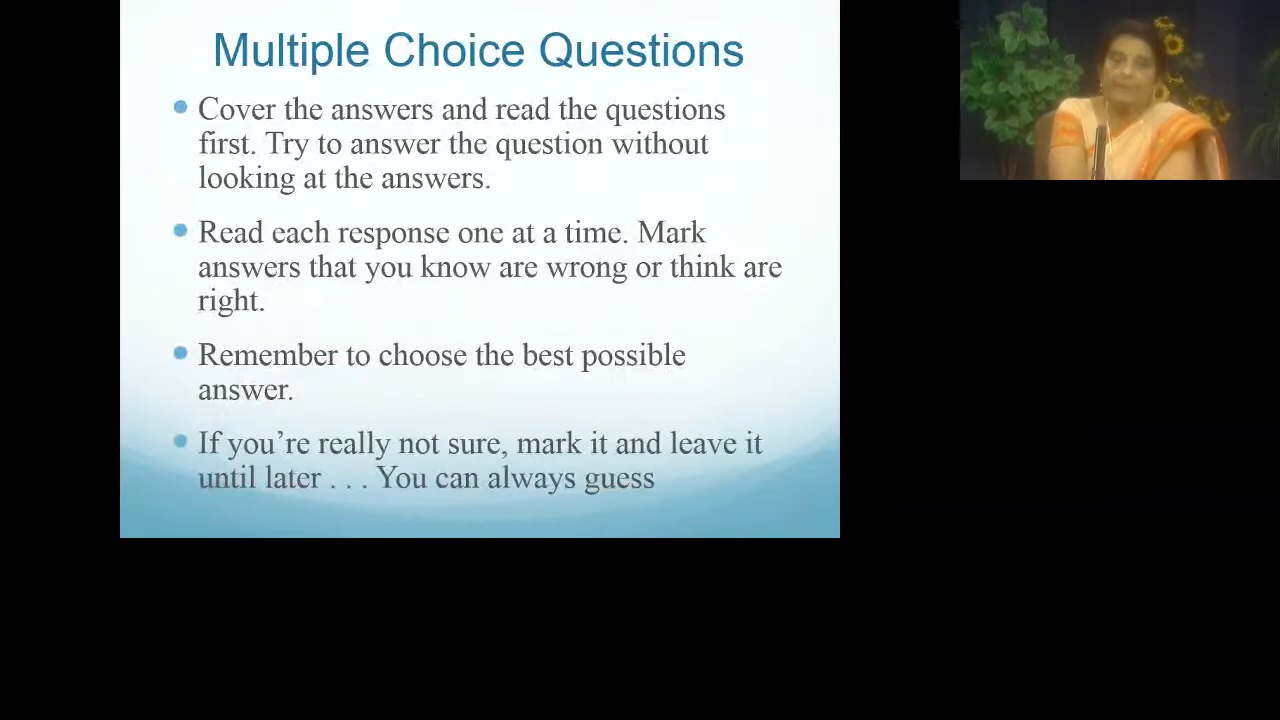 Multiple Choice Questions
Cover the answers and read the questions
first. Try to answer the question without
looking at the answers.
Read each response one at a time. Mark
answers that you know are wrong or think are
right.
Remember to choose the best possible
answer.
If you’re really not sure, mark it and leave it
until later . . . You can always guess